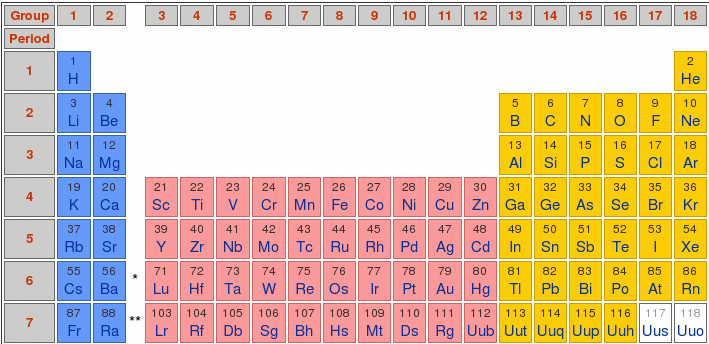 Group 1 2 3 4 5 6 7 8 9 10 11 12 13 14 15 16 17 18
Period
1 1 2
H He
2 3 4 5 6 7 8 9 10
Li Be B C N O F Ne
3 11 12 13 14 15 16 17 18
Na Mg Al Si P S Cl Ar
4 19 20 21 22 23 24 25 26 27 28 29 30 31 32 33 34 35 36
K Ca Sc Ti V Cr Mn Fe Co Ni Cu Zn Ga Ge As Se Br Kr
5 37 38 39 40 41 42 43 44 45 46 47 48 49 50 51 52 53 54
Rb Sr Y Zr Nb Mo Tc Ru Rh Pd Ag Cd In Sn Sb Te I Xe
6 55 56 * 71 72 73 74 75 76 77 78 79 80 81 82 83 84 85 86
Cs Ba Lu Hf Ta W Re Os Ir Pt Au Hg Tl Pb Bi Po At Rn
7 87 88 ** 103 104 105 106 107 108 109 110 111 112 113 114 115 116 117 118
Fr Ra Lr Rf Db Sg Bh Hs Mt Ds Rg Uub Uut Uuq Uup Uuh Uus Uuo